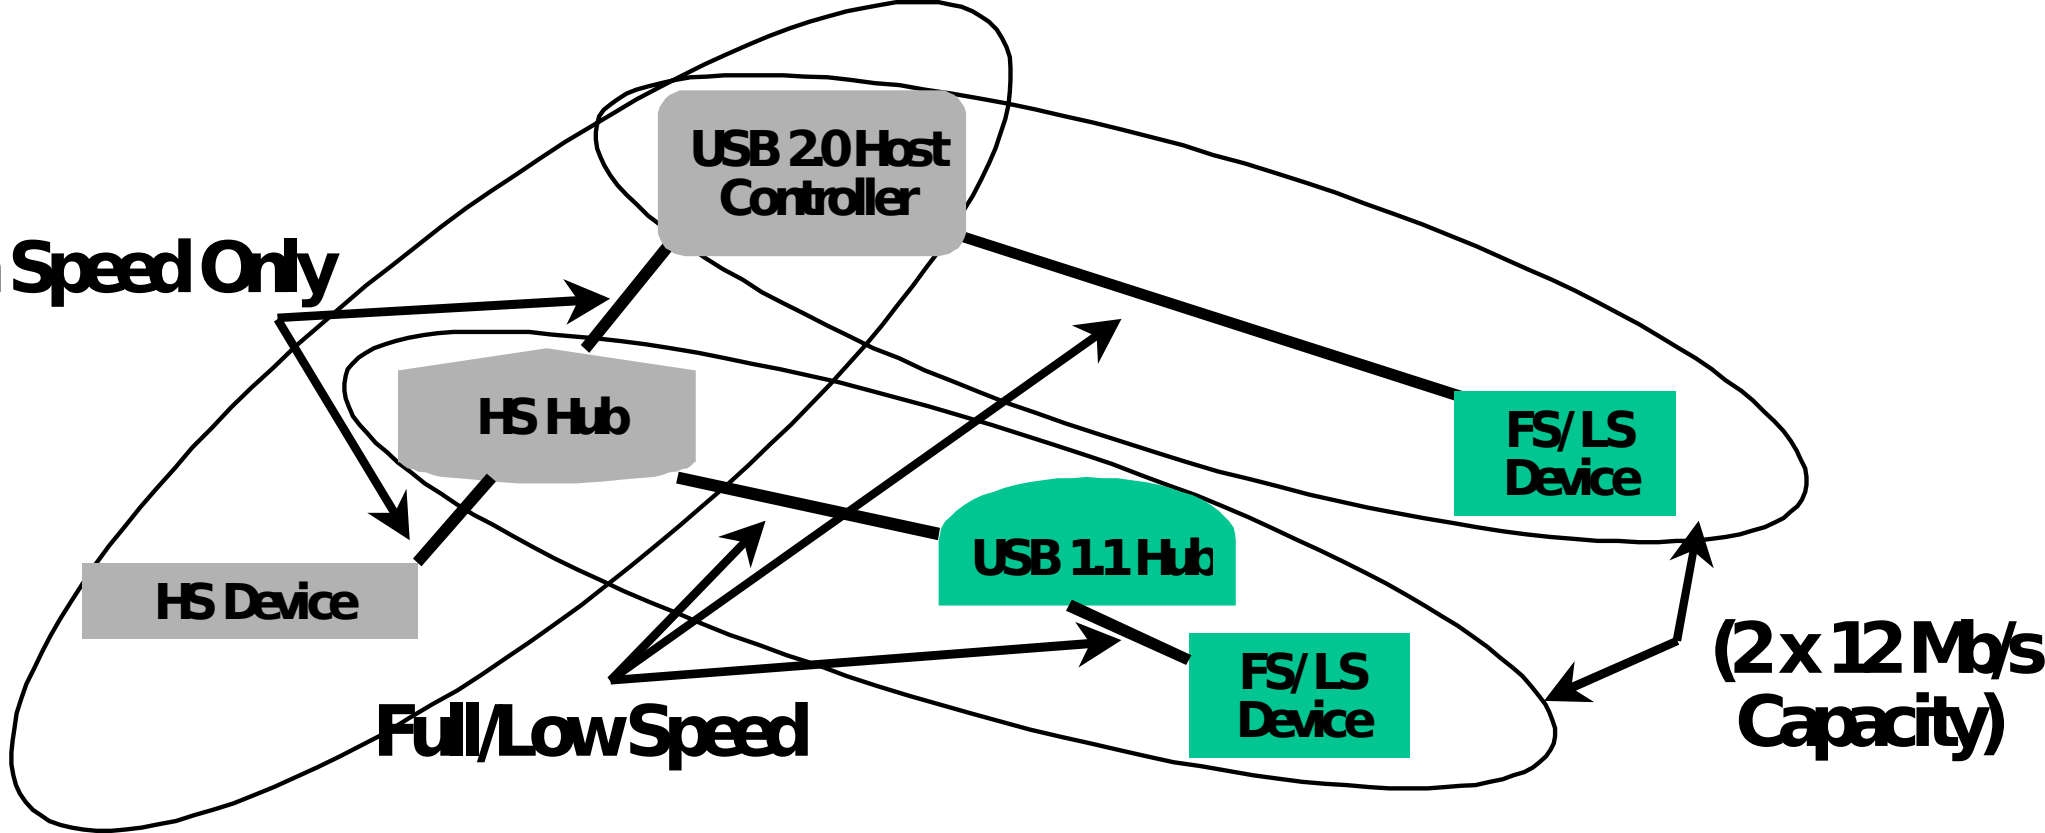 USB 2.0 Host
Controller
Speed Only
HS Hub
FS/LS
Device
USB 1.1 Hub
HS Device
(2 x 12 Mb/s
Capacity)
FS/LS
Device
Full/Low Speed